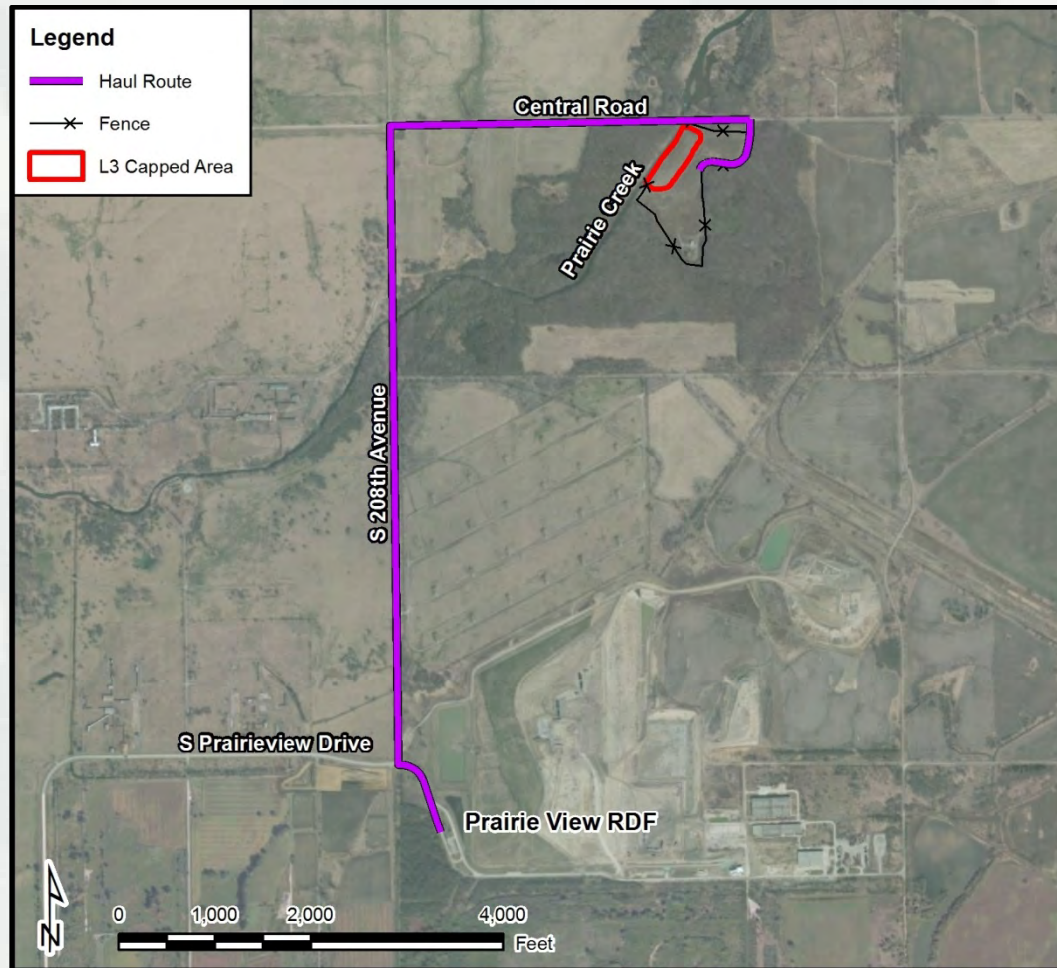 Legend
Haul Route
Fence
L3 Capped Area
Central Road
Prairie Creek
S 208th Avenue
S Prairieview Drive
Prairie View RDF
N
0 1,000 2,000 4,000
Feet